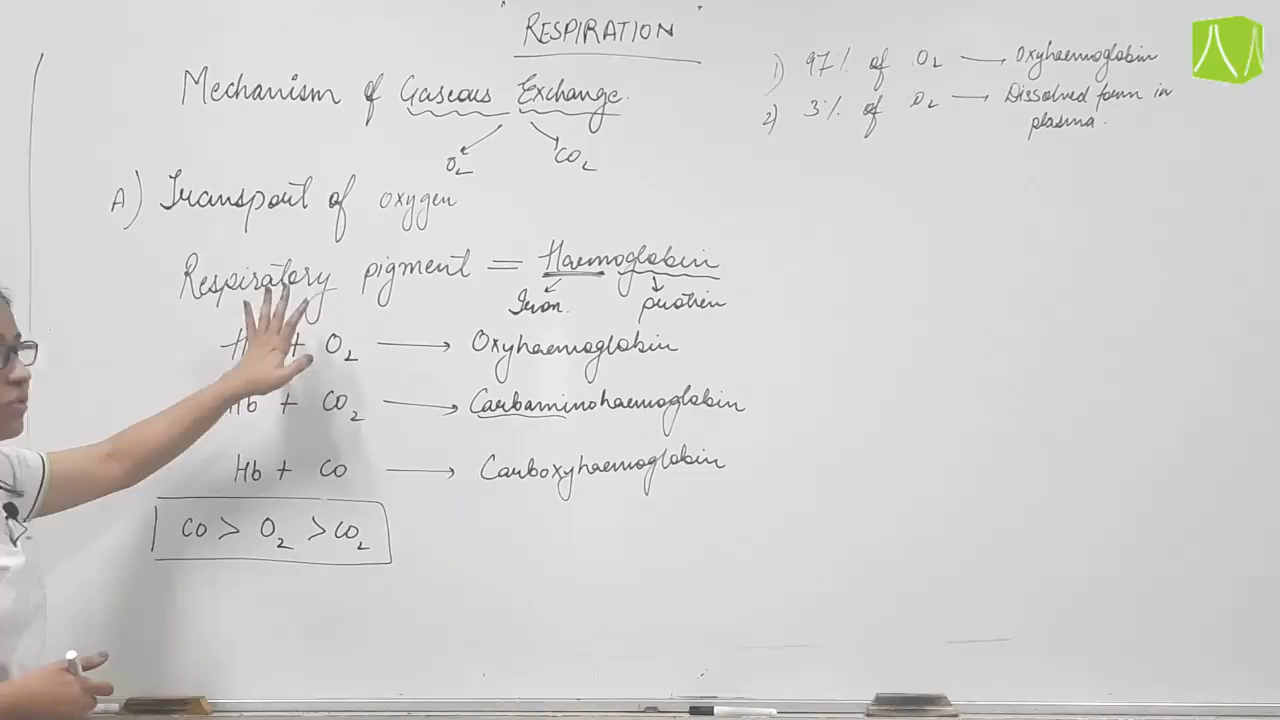 " RESPIRATION "
Mechanism of Gaseous Exchange.
O2 CO2
A) Transport of oxygen
Respiratory pigment = Haemoglobin
Iron. protien
H + O2 → Oxyhaemoglobin
Hb + CO2 → Carbaminohaemoglobin
Hb + CO → Carboxyhaemoglobin
CO > O2 > CO2
1) 97% of O2 → Oxyhaemoglobin
2) 3% of O2 → Dissolved form in
plasma.